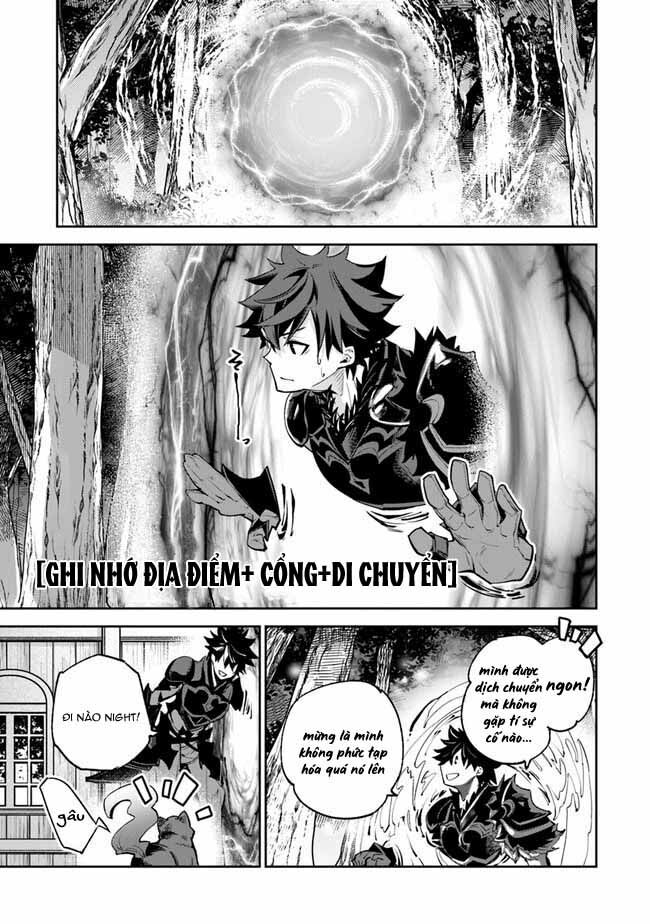 [GHI NHỚ ĐỊA ĐIỂM+ CỔNG+DI CHUYỂN]
ngon!
mình được
dịch chuyển
mà không
gặp tí sự
cố nào...
mừng là mình
không phức tạp
hóa quá nó lên
ĐI NÀO NIGHT!
gâu